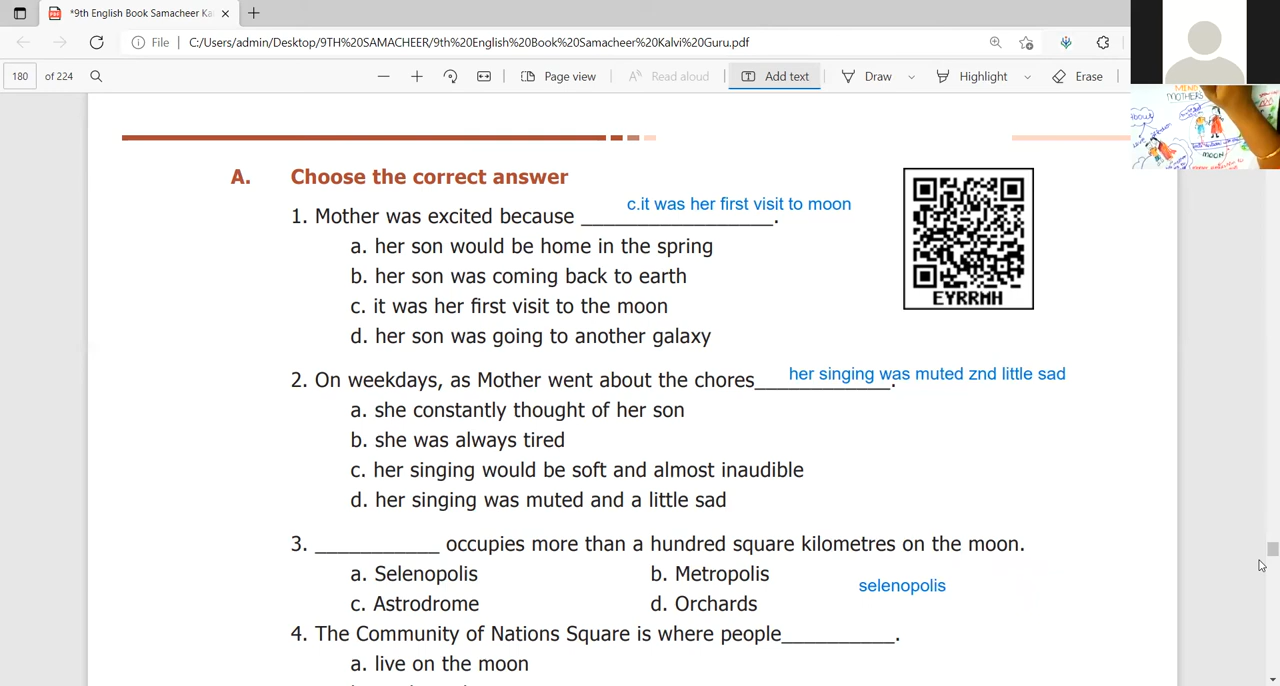 *9th English Book Samacheer Ka
File
C:/Users/admin/Desktop/9TH%20SAMACHEER/9th%20English%20Book%20Samacheer%20Kalvi%20Guru.pdf
180 of 224
Page view
Read aloud
Add text
Draw
Highlight
Erase
MIND
MOTHERS
MOON
A. Choose the correct answer
c.it was her first visit to moon
1. Mother was excited because _________________.
a. her son would be home in the spring
b. her son was coming back to earth
c. it was her first visit to the moon
d. her son was going to another galaxy
EYRRMH
her singing was muted znd little sad
2. On weekdays, as Mother went about the chores____________.
a. she constantly thought of her son
b. she was always tired
c. her singing would be soft and almost inaudible
d. her singing was muted and a little sad
3. ___________ occupies more than a hundred square kilometres on the moon.
a. Selenopolis b. Metropolis
selenopolis
c. Astrodrome d. Orchards
4. The Community of Nations Square is where people__________.
a. live on the moon